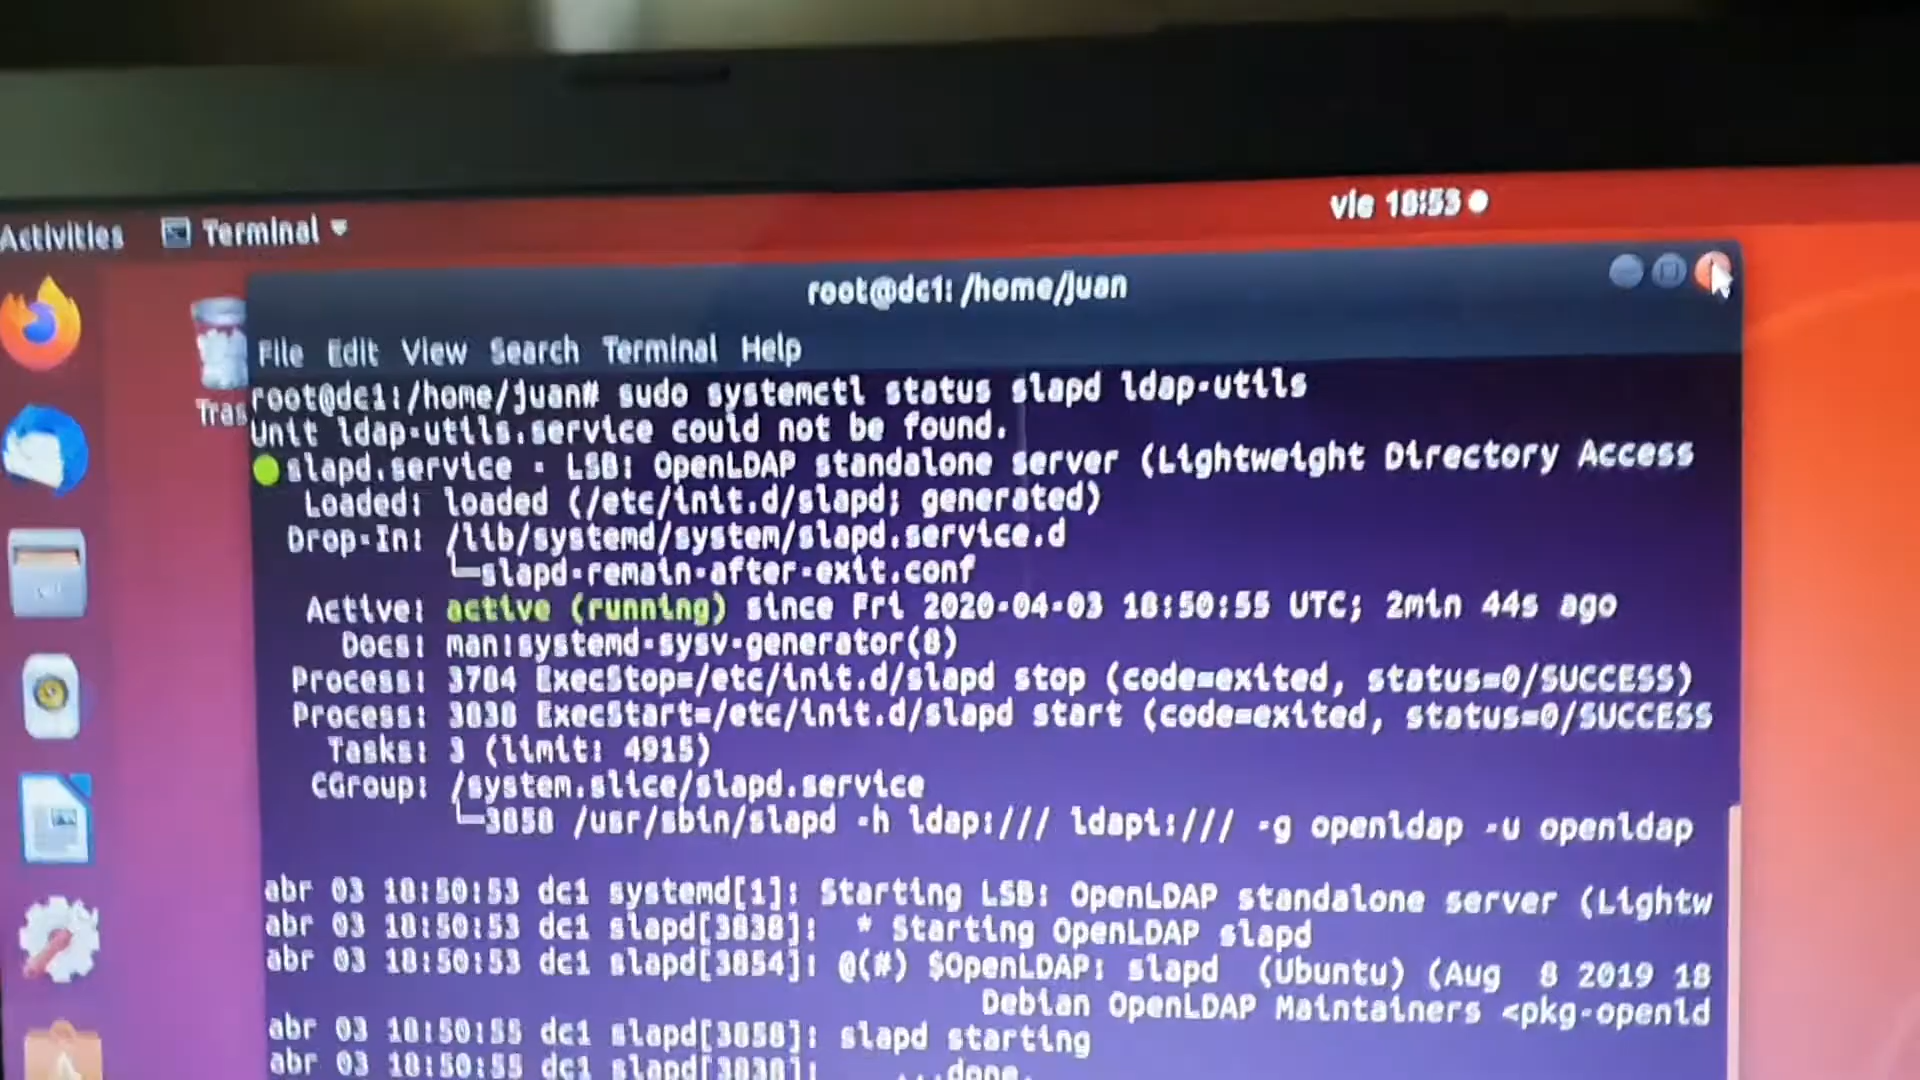 Activities Terminal
vie 18:53
root@dc1: /home/juan
File Edit View Search Terminal Help
Tras
root@dc1:/home/juan# sudo systemctl status slapd ldap-utils
Unit ldap-utils.service could not be found.
slapd.service - LSB: OpenLDAP standalone server (Lightweight Directory Access
Loaded: loaded (/etc/init.d/slapd; generated)
Drop-In: /lib/systemd/system/slapd.service.d
└─slapd-remain-after-exit.conf
Active: active (running) since Fri 2020-04-03 18:50:55 UTC; 2min 44s ago
Docs: man:systemd-sysv-generator(8)
Process: 3784 ExecStop=/etc/init.d/slapd stop (code=exited, status=0/SUCCESS)
Process: 3838 ExecStart=/etc/init.d/slapd start (code=exited, status=0/SUCCESS
Tasks: 3 (limit: 4915)
CGroup: /system.slice/slapd.service
└─3858 /usr/sbin/slapd -h ldap:/// ldapi:/// -g openldap -u openldap
abr 03 18:50:53 dc1 systemd[1]: Starting LSB: OpenLDAP standalone server (Lightw
abr 03 18:50:53 dc1 slapd[3838]: * Starting OpenLDAP slapd
abr 03 18:50:53 dc1 slapd[3854]: @(#) $OpenLDAP: slapd (Ubuntu) (Aug 8 2019 18
Debian OpenLDAP Maintainers <pkg-openld
abr 03 18:50:55 dc1 slapd[3858]: slapd starting
abr 03 18:50:55 dc1 slapd[3838]: ...done.